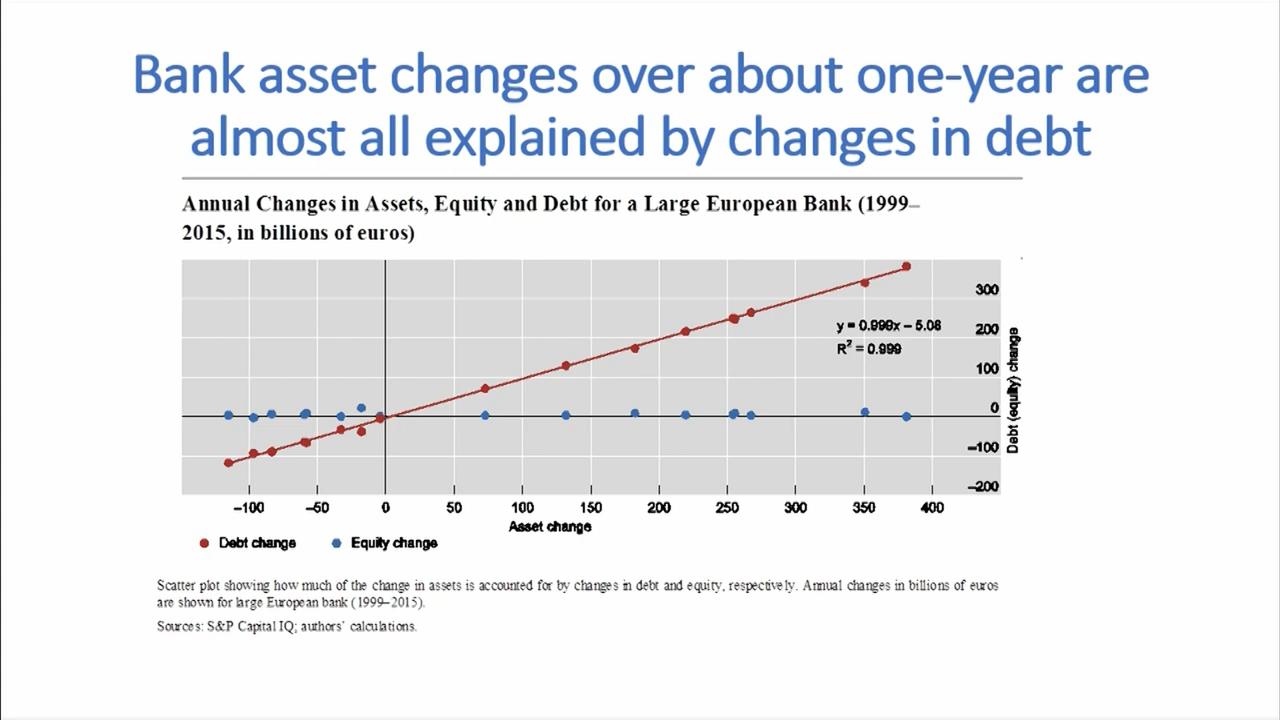 Bank asset changes over about one-year are
almost all explained by changes in debt
Annual Changes in Assets, Equity and Debt for a Large European Bank (1999–
2015, in billions of euros)
300
200
100
0
–100
–200
Debt (equity) change
y = 0.999x – 5.08
R² = 0.999
–100 –50 0 50 100 150 200 250 300 350 400
Asset change
Debt change Equity change
Scatter plot showing how much of the change in assets is accounted for by changes in debt and equity, respectively. Annual changes in billions of euros
are shown for large European bank (1999–2015).
Sources: S&P Capital IQ; authors' calculations.